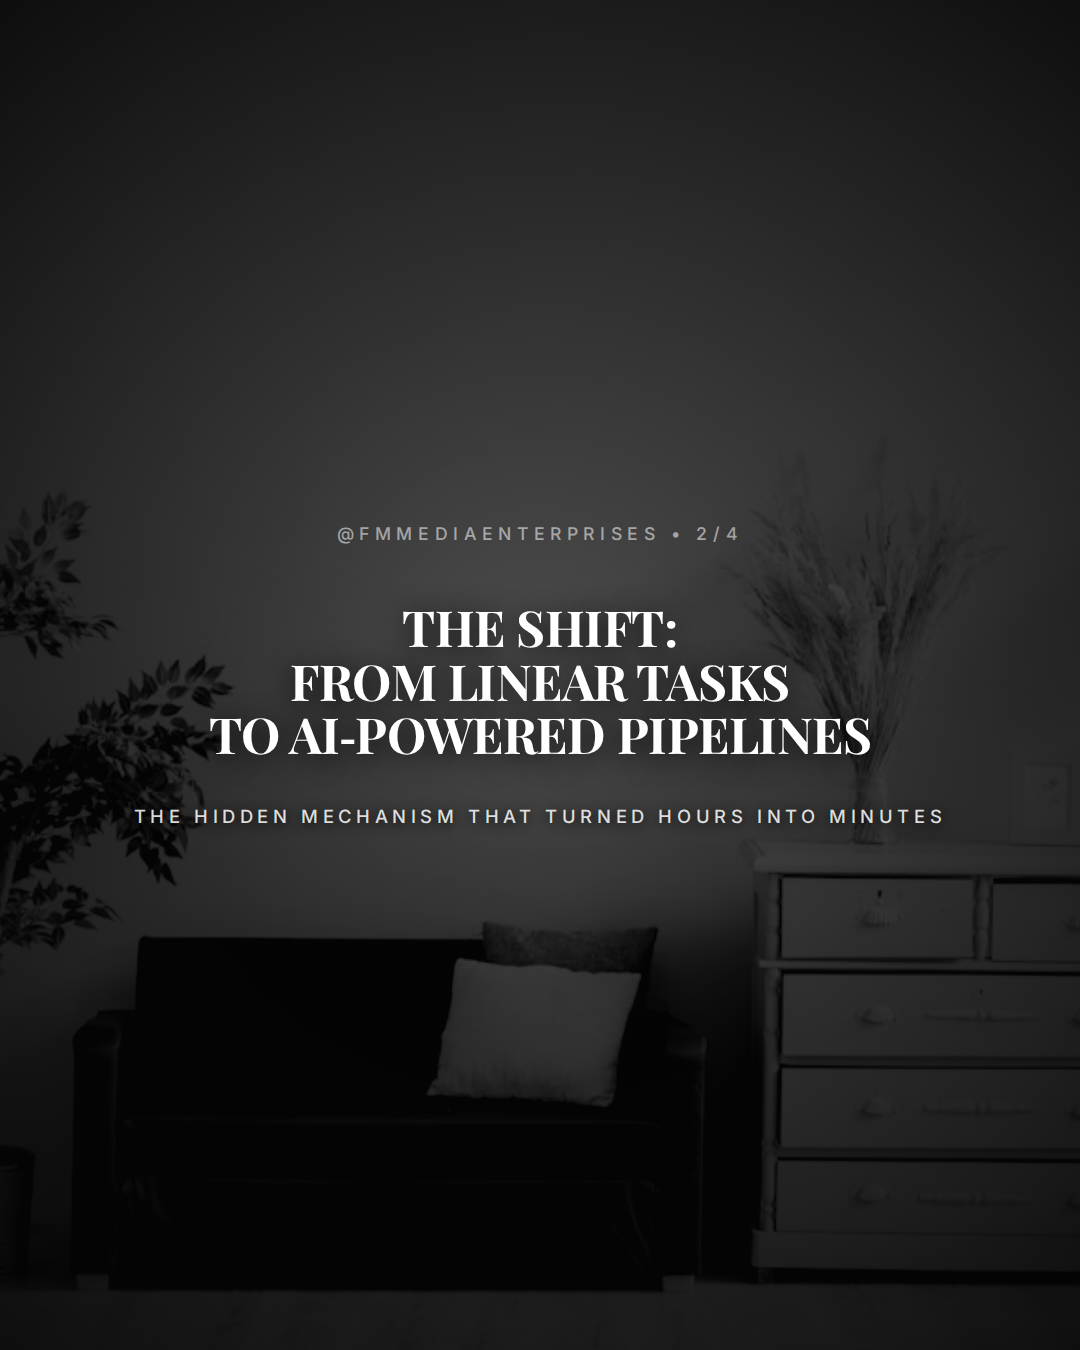 @FMMEDIAENTERPRISES • 2/4
THE SHIFT:
FROM LINEAR TASKS
TO AI-POWERED PIPELINES
THE HIDDEN MECHANISM THAT TURNED HOURS INTO MINUTES